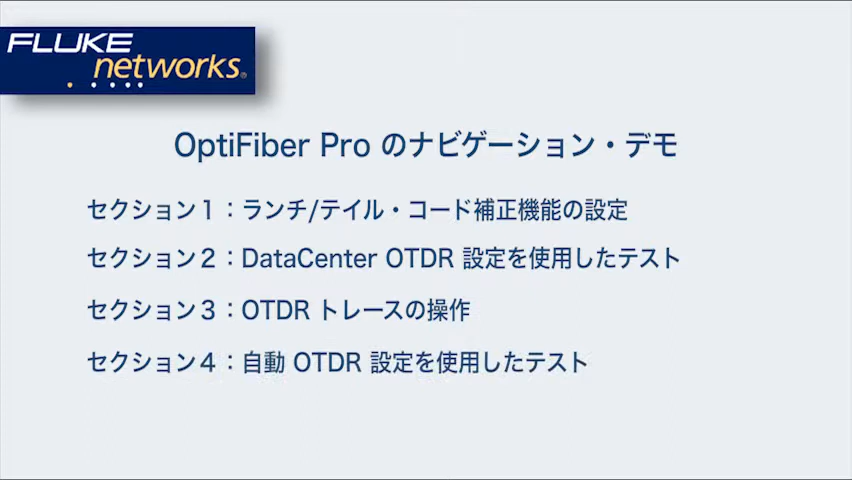 FLUKE
networks®
OptiFiber Pro のナビゲーション・デモ
セクション１：ランチ/テイル・コード補正機能の設定
セクション２：DataCenter OTDR 設定を使用したテスト
セクション３：OTDR トレースの操作
セクション４：自動 OTDR 設定を使用したテスト